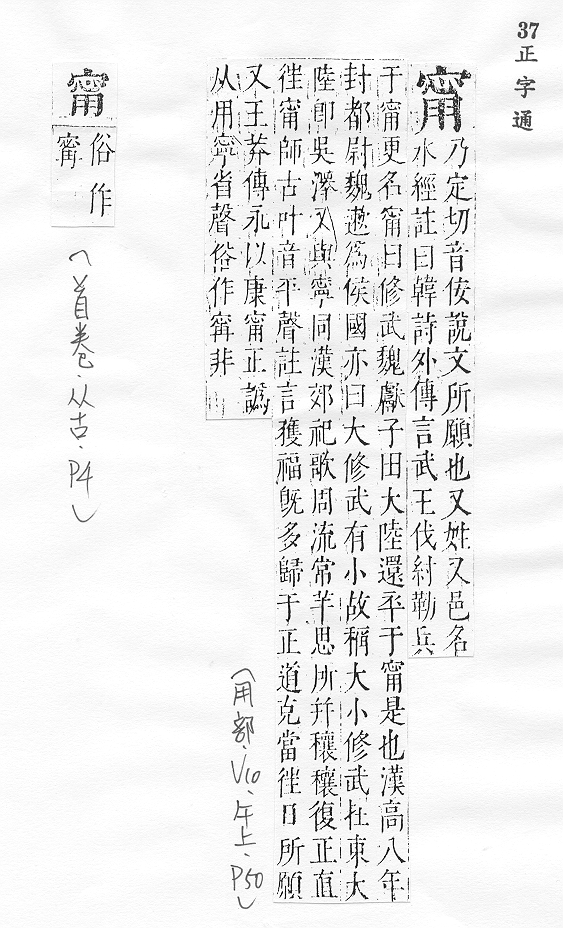 37
正字通
甯
乃定切音佞說文所願也又姓又邑名
水經註曰韓詩外傳言武王伐紂勒兵
于甯更名甯曰修武魏獻子田大陸還卒于甯是也漢高八年
封都尉魏遬為侯國亦曰大修武有小故稱大小修武在東大
陸即吳澤又與寧同漢郊祀歌周流常羊思所幷穰穰復正直
徃甯師古叶音平聲註言獲福旣多歸于正道克當徃日所願
又王莽傳永以康甯正譌
从用寧省聲俗作寗非
(用部、V10、午上、P50)
甯
俗作
寗
(首卷、从古、P4)